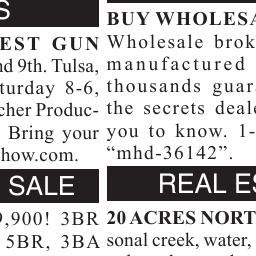 S
EST GUN
nd 9th. Tulsa,
turday 8-6,
cher Produc-
Bring your
how.com.
SALE
9,900! 3BR
5BR, 3BA
BUY WHOLESA
Wholesale brok
manufactured
thousands guar
the secrets deal
you to know. 1-
“mhd-36142”.
REAL ES
20 ACRES NORT
sonal creek, water,